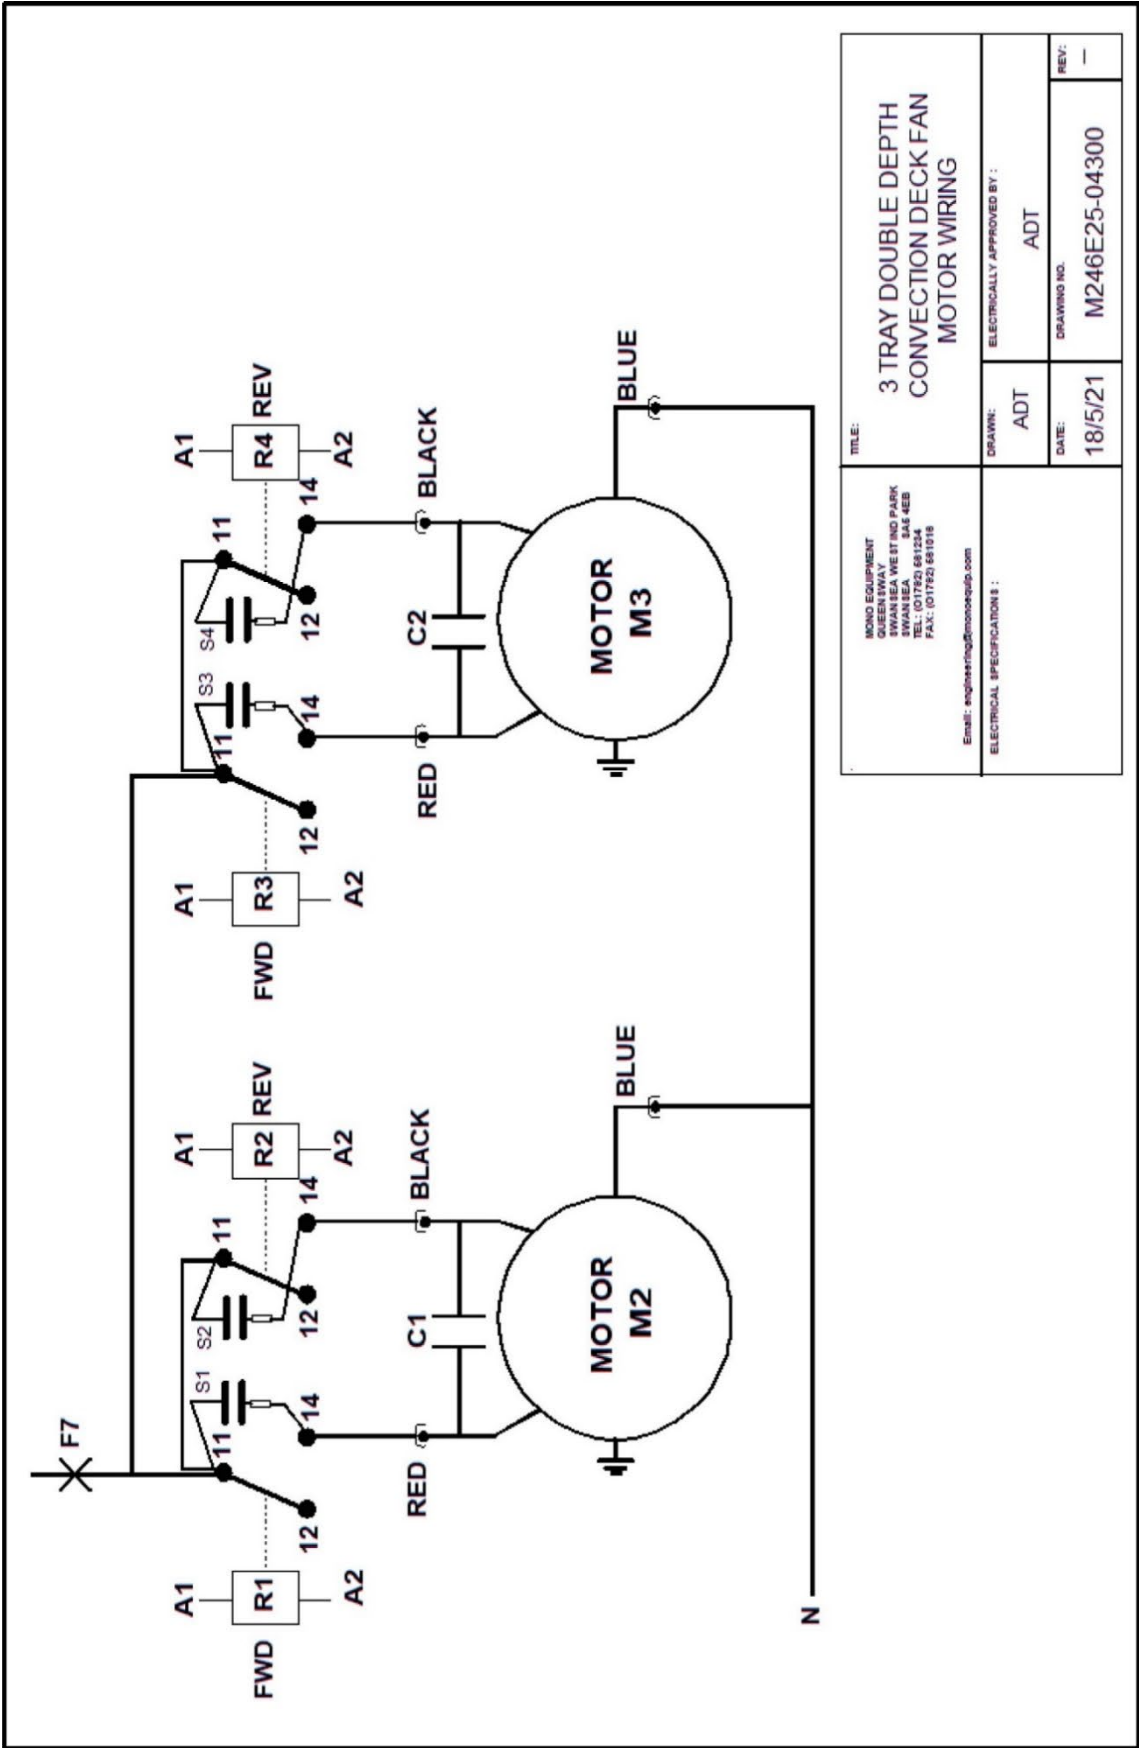 F7
A1
A1
A1
A1
FWD
R1
R2
REV
FWD
R3
R4
REV
A2
A2
A2
A2
11
S1
S2
11
11
S3
S4
11
12
14
12
14
12
14
12
14
RED
C1
BLACK
RED
C2
BLACK
MOTOR
M2
BLUE
MOTOR
M3
BLUE
N
MONO EQUIPMENT
QUEENSWAY
SWANSEA WEST IND PARK
SWANSEA SA5 4EB
TEL: (01792) 561234
FAX: (01792) 561016
Email: engineering@monoequip.com
ELECTRICAL SPECIFICATIONS :
TITLE:
3 TRAY DOUBLE DEPTH
CONVECTION DECK FAN
MOTOR WIRING
DRAWN:
ADT
ELECTRICALLY APPROVED BY :
ADT
DATE:
18/5/21
DRAWING NO.
M246E25-04300
REV:
—